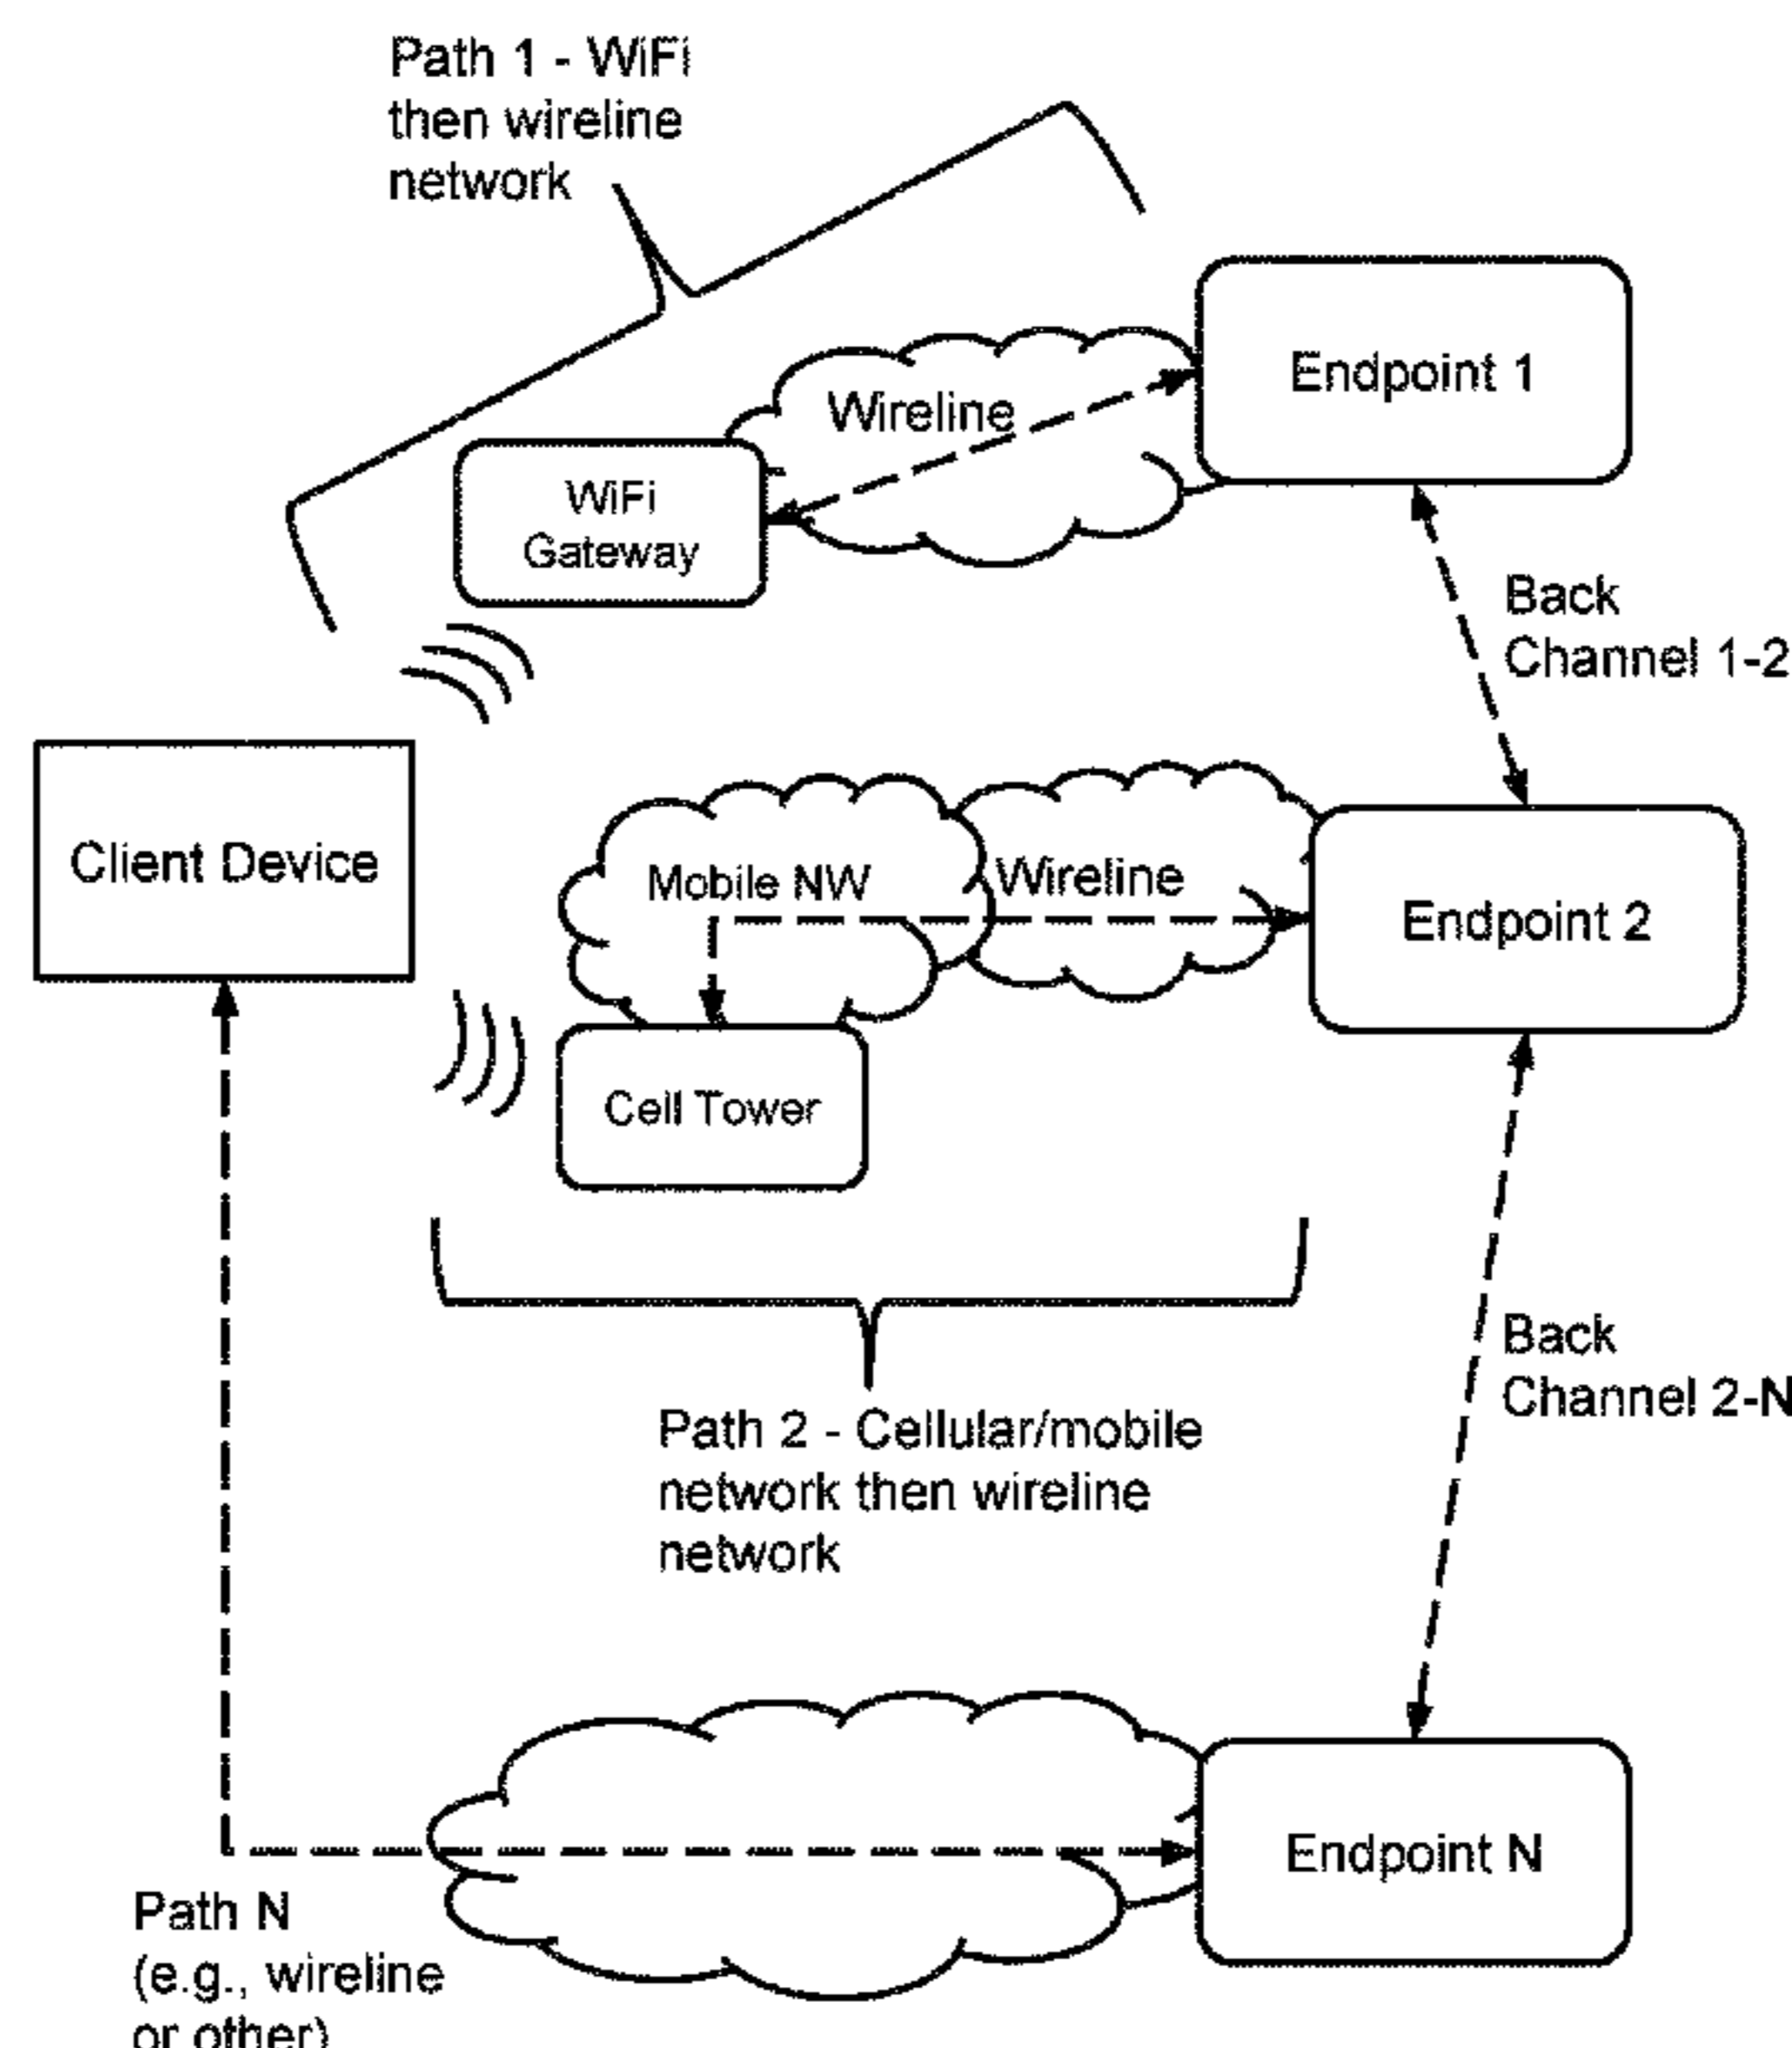 Path 1 - WiFi
then wireline
network
Endpoint 1
Wireline
WiFi
Gateway
Back
Channel 1-2
Client Device
Mobile NW
Wireline
Endpoint 2
Cell Tower
Back
Channel 2-N
Path 2 - Cellular/mobile
network then wireline
network
Endpoint N
Path N
(e.g., wireline
or other)